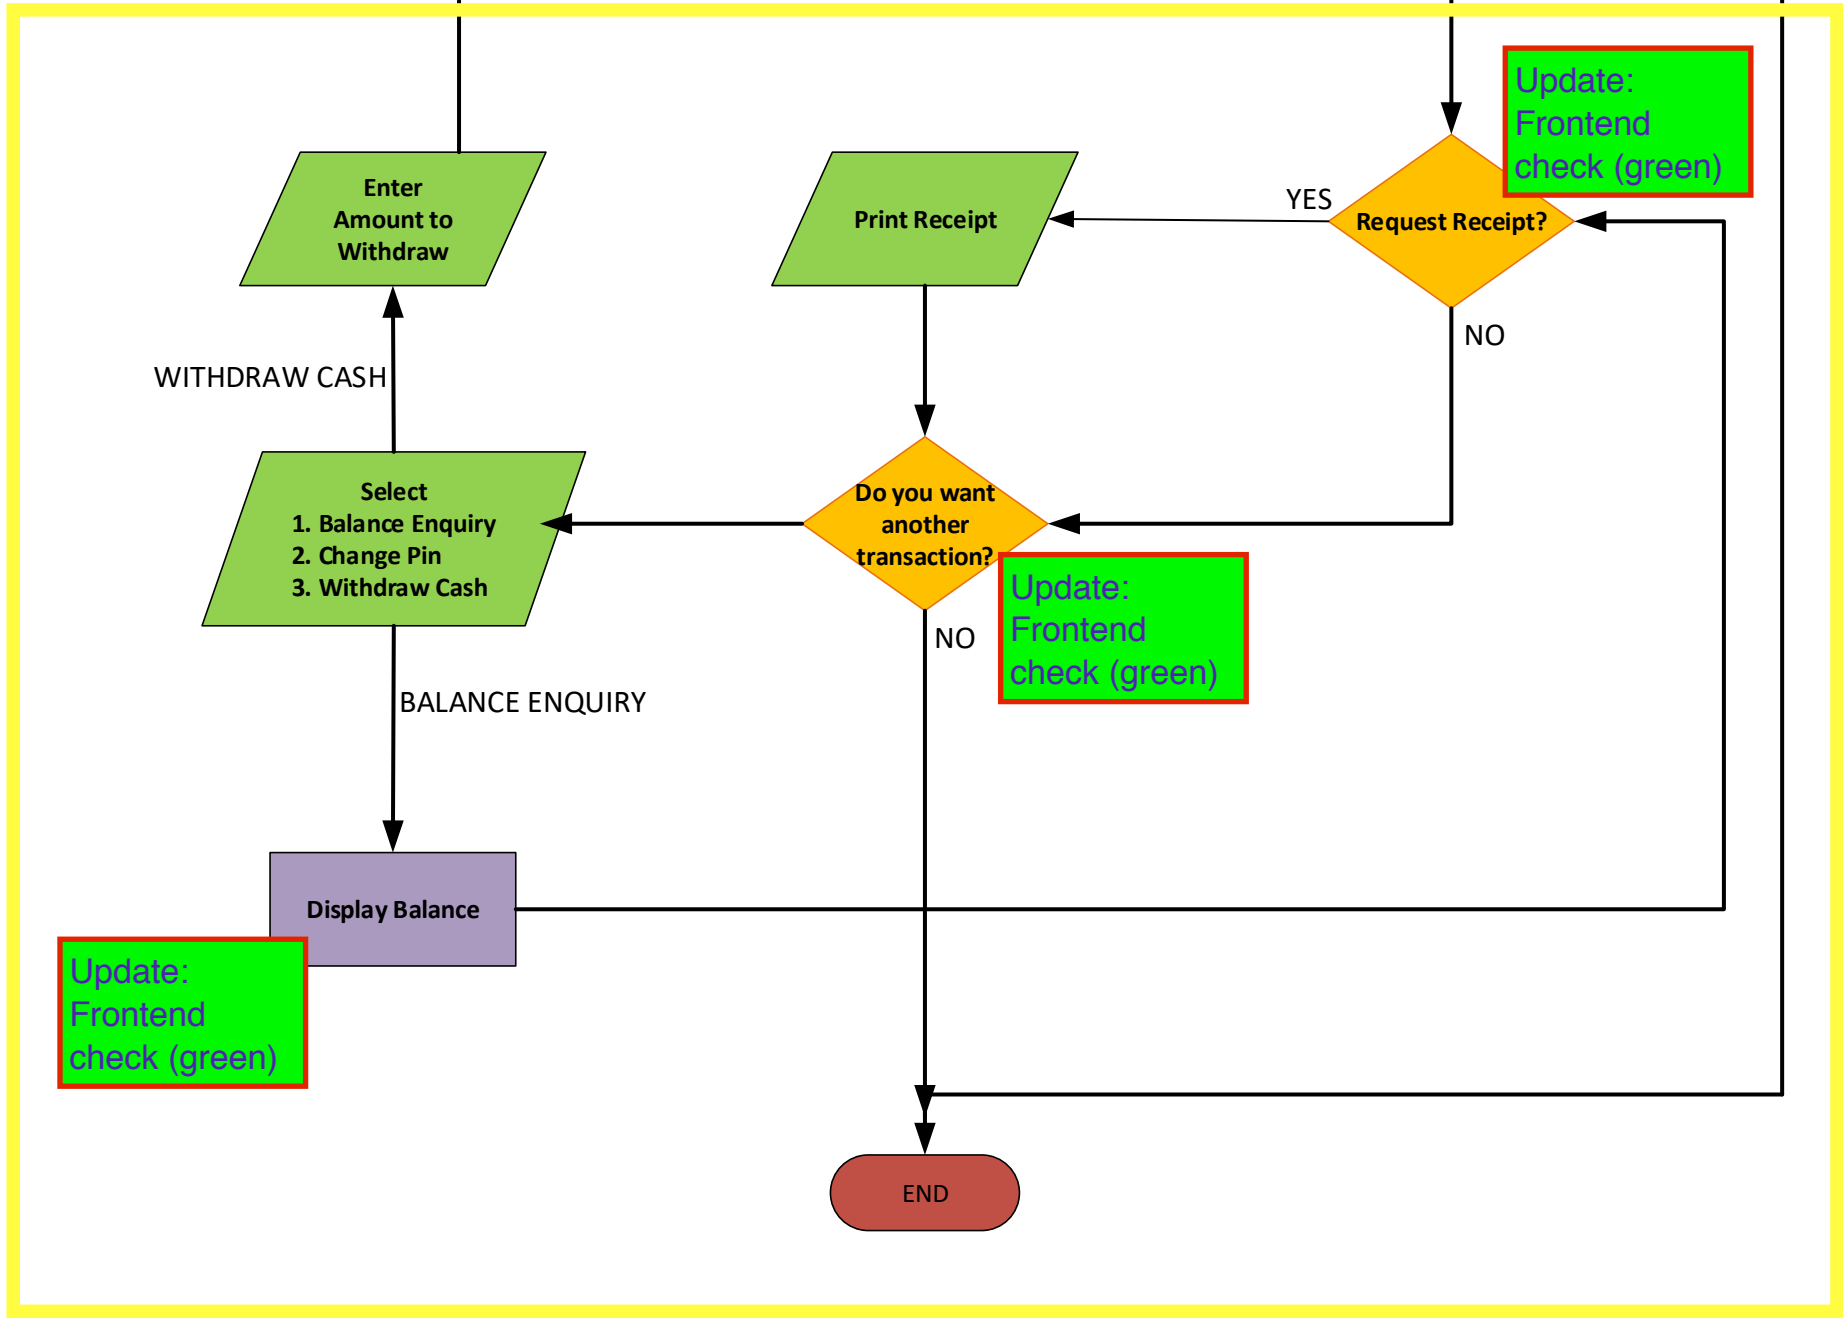 Update:
Frontend
check (green)
Enter
Amount to
Withdraw
Print Receipt
YES
Request Receipt?
NO
WITHDRAW CASH
Select
1. Balance Enquiry
2. Change Pin
3. Withdraw Cash
Do you want
another
transaction?
Update:
Frontend
check (green)
NO
BALANCE ENQUIRY
Display Balance
Update:
Frontend
check (green)
END